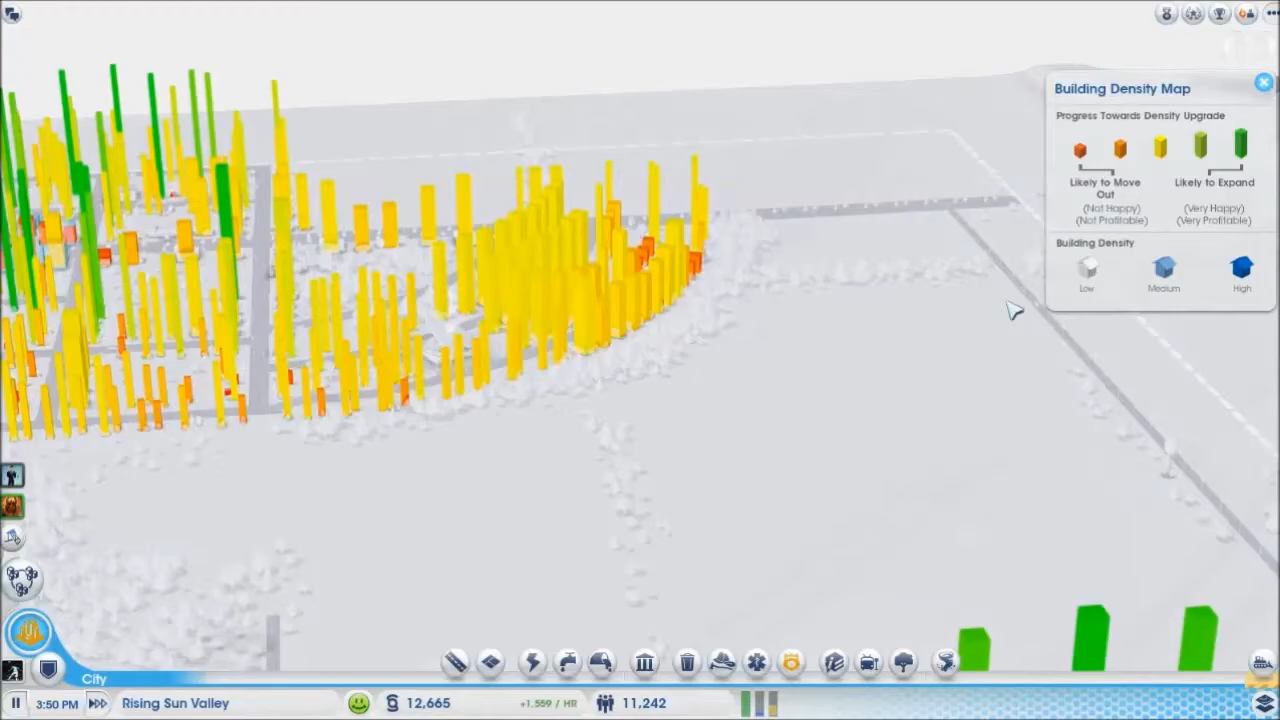 Building Density Map
Progress Towards Density Upgrade
Likely to Move Out
Likely to Expand
(Not Happy)
(Not Profitable)
(Very Happy)
(Very Profitable)
Building Density
Low
Medium
High
City
3:50 PM
Rising Sun Valley
12,665
+1,559 / HR
11,242